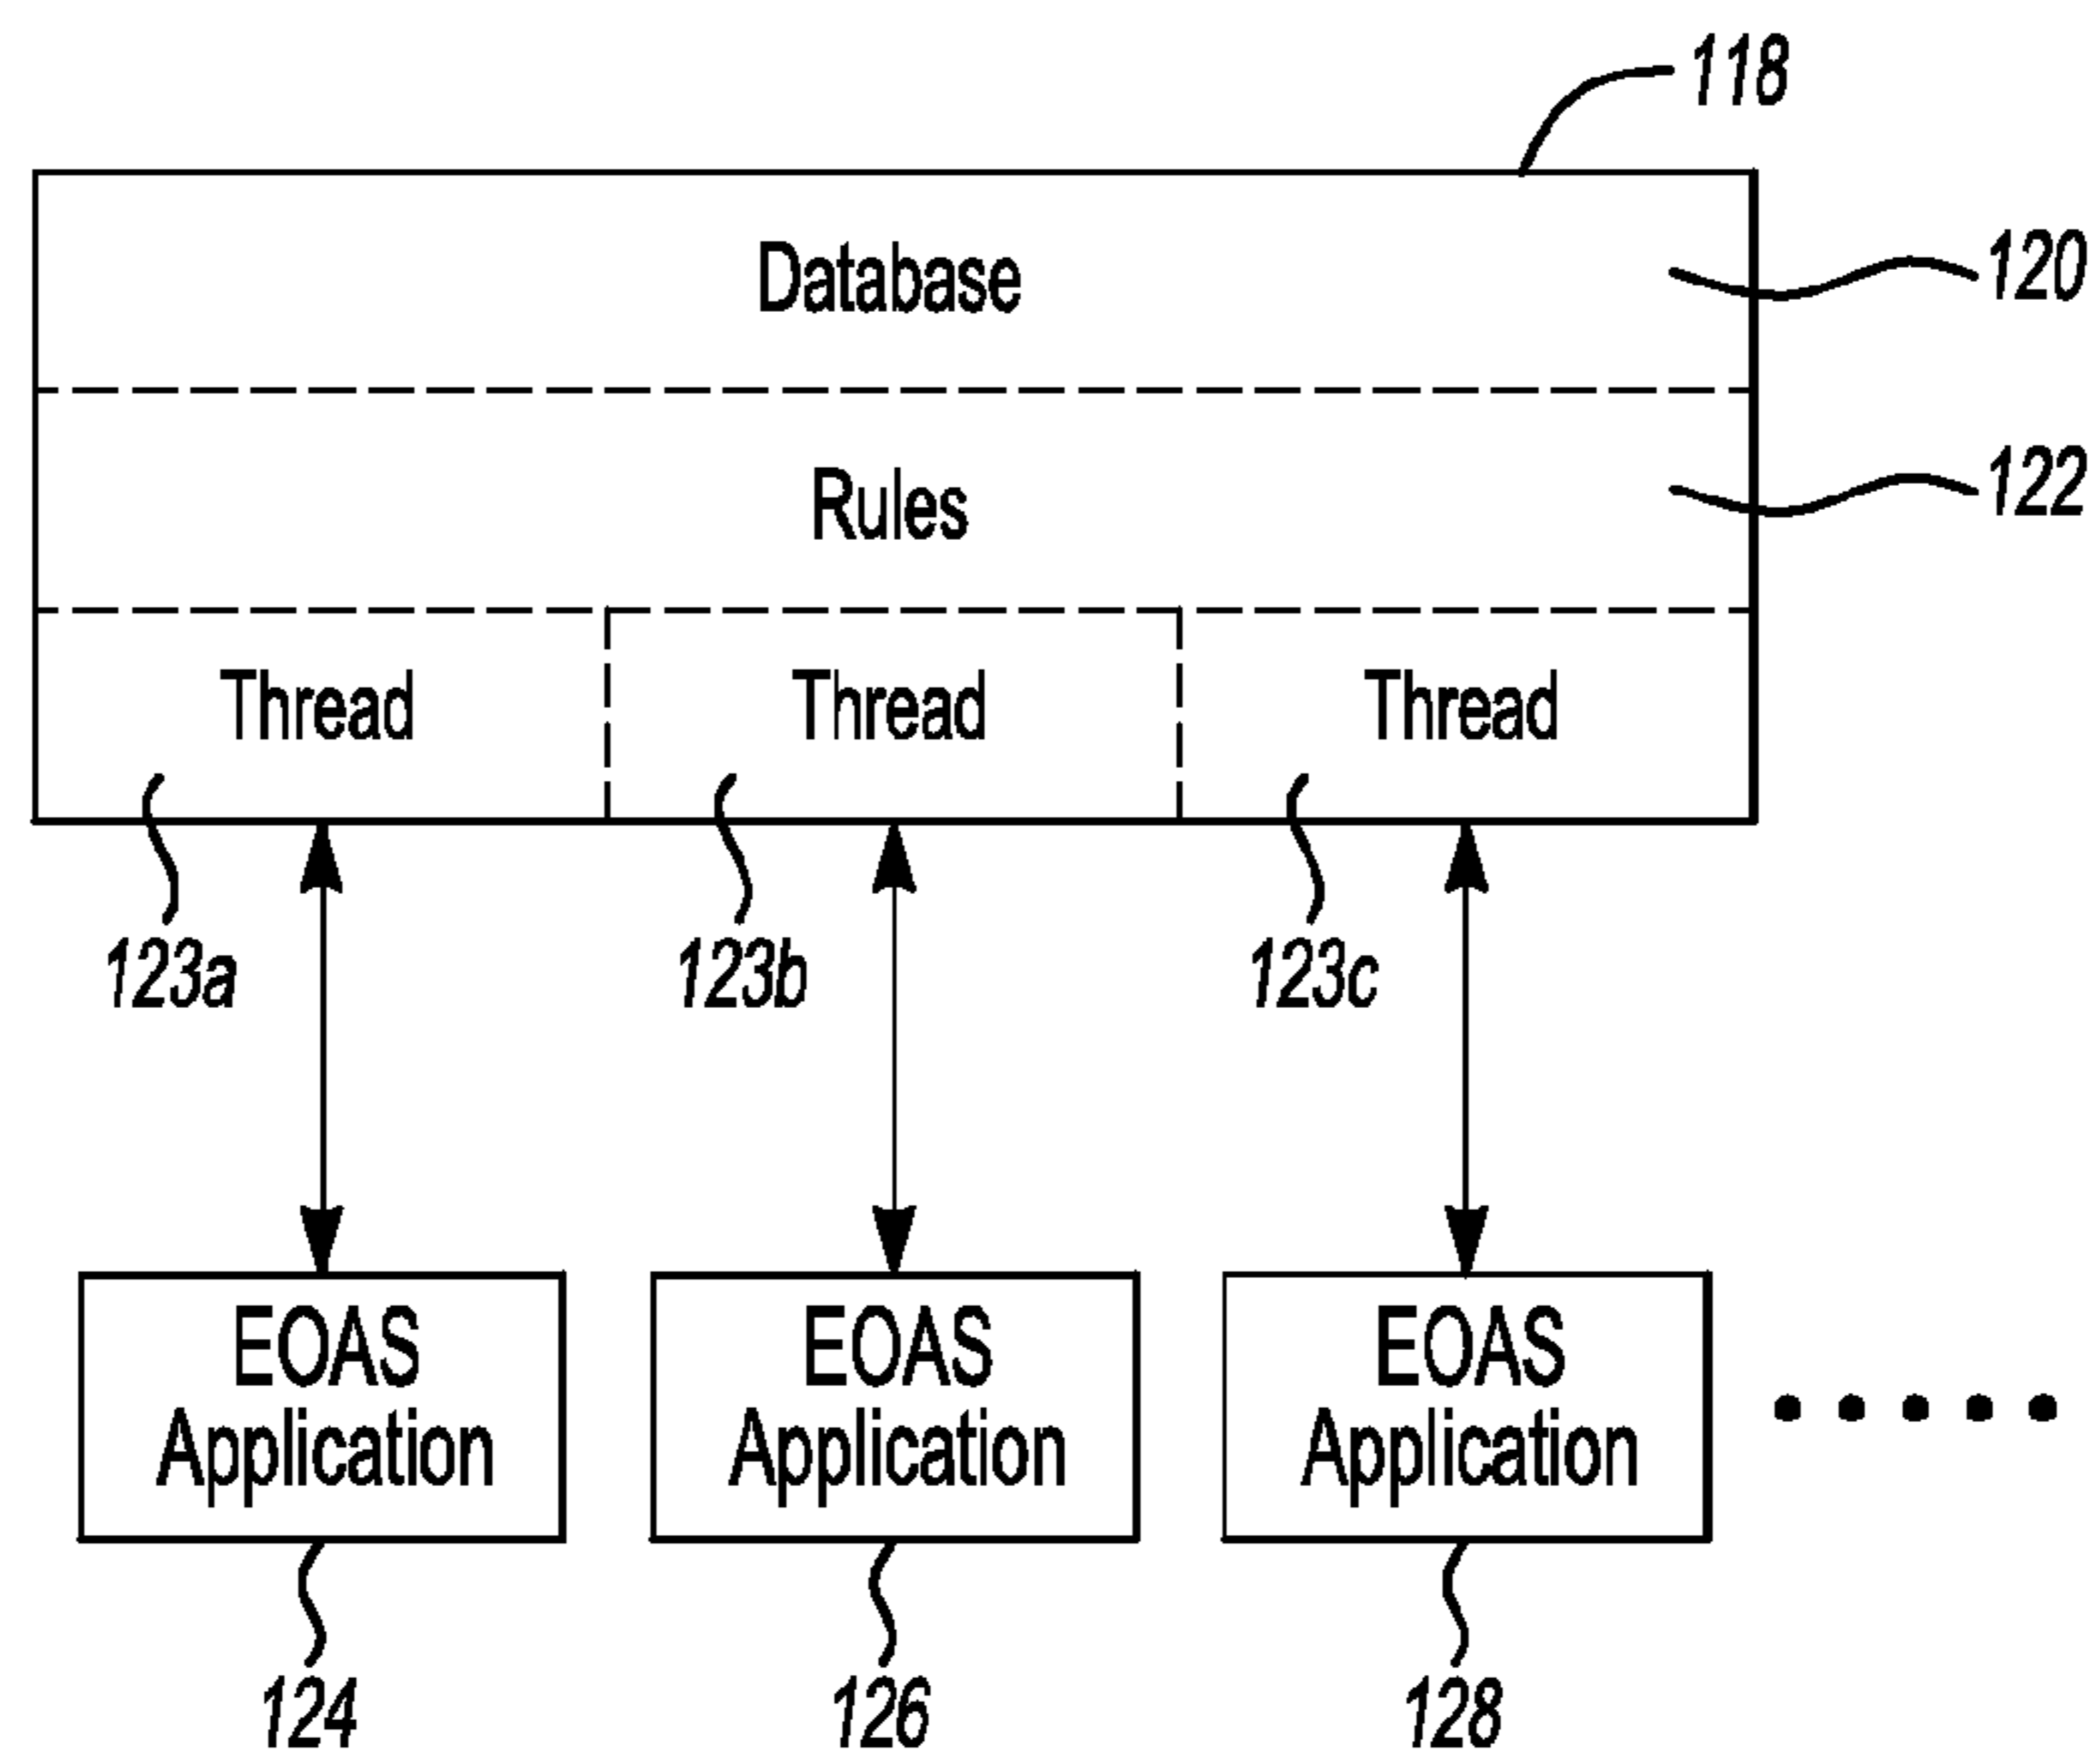 118
Database
120
Rules
122
Thread
Thread
Thread
123a
123b
123c
EOAS
Application
EOAS
Application
EOAS
Application
124
126
128